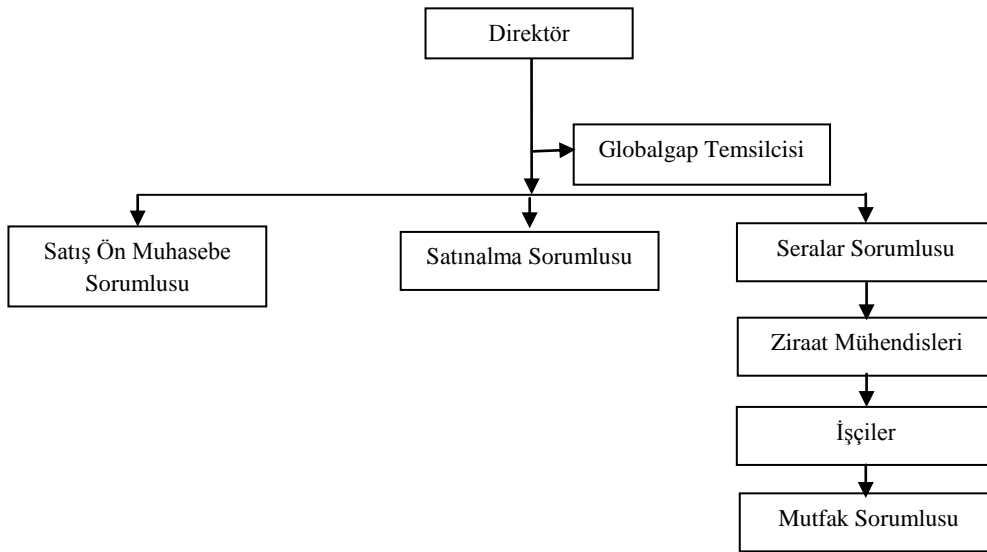 Direktör
Globalgap Temsilcisi
Satış Ön Muhasebe
Sorumlusu
Satınalma Sorumlusu
Seralar Sorumlusu
Ziraat Mühendisleri
İşçiler
Mutfak Sorumlusu